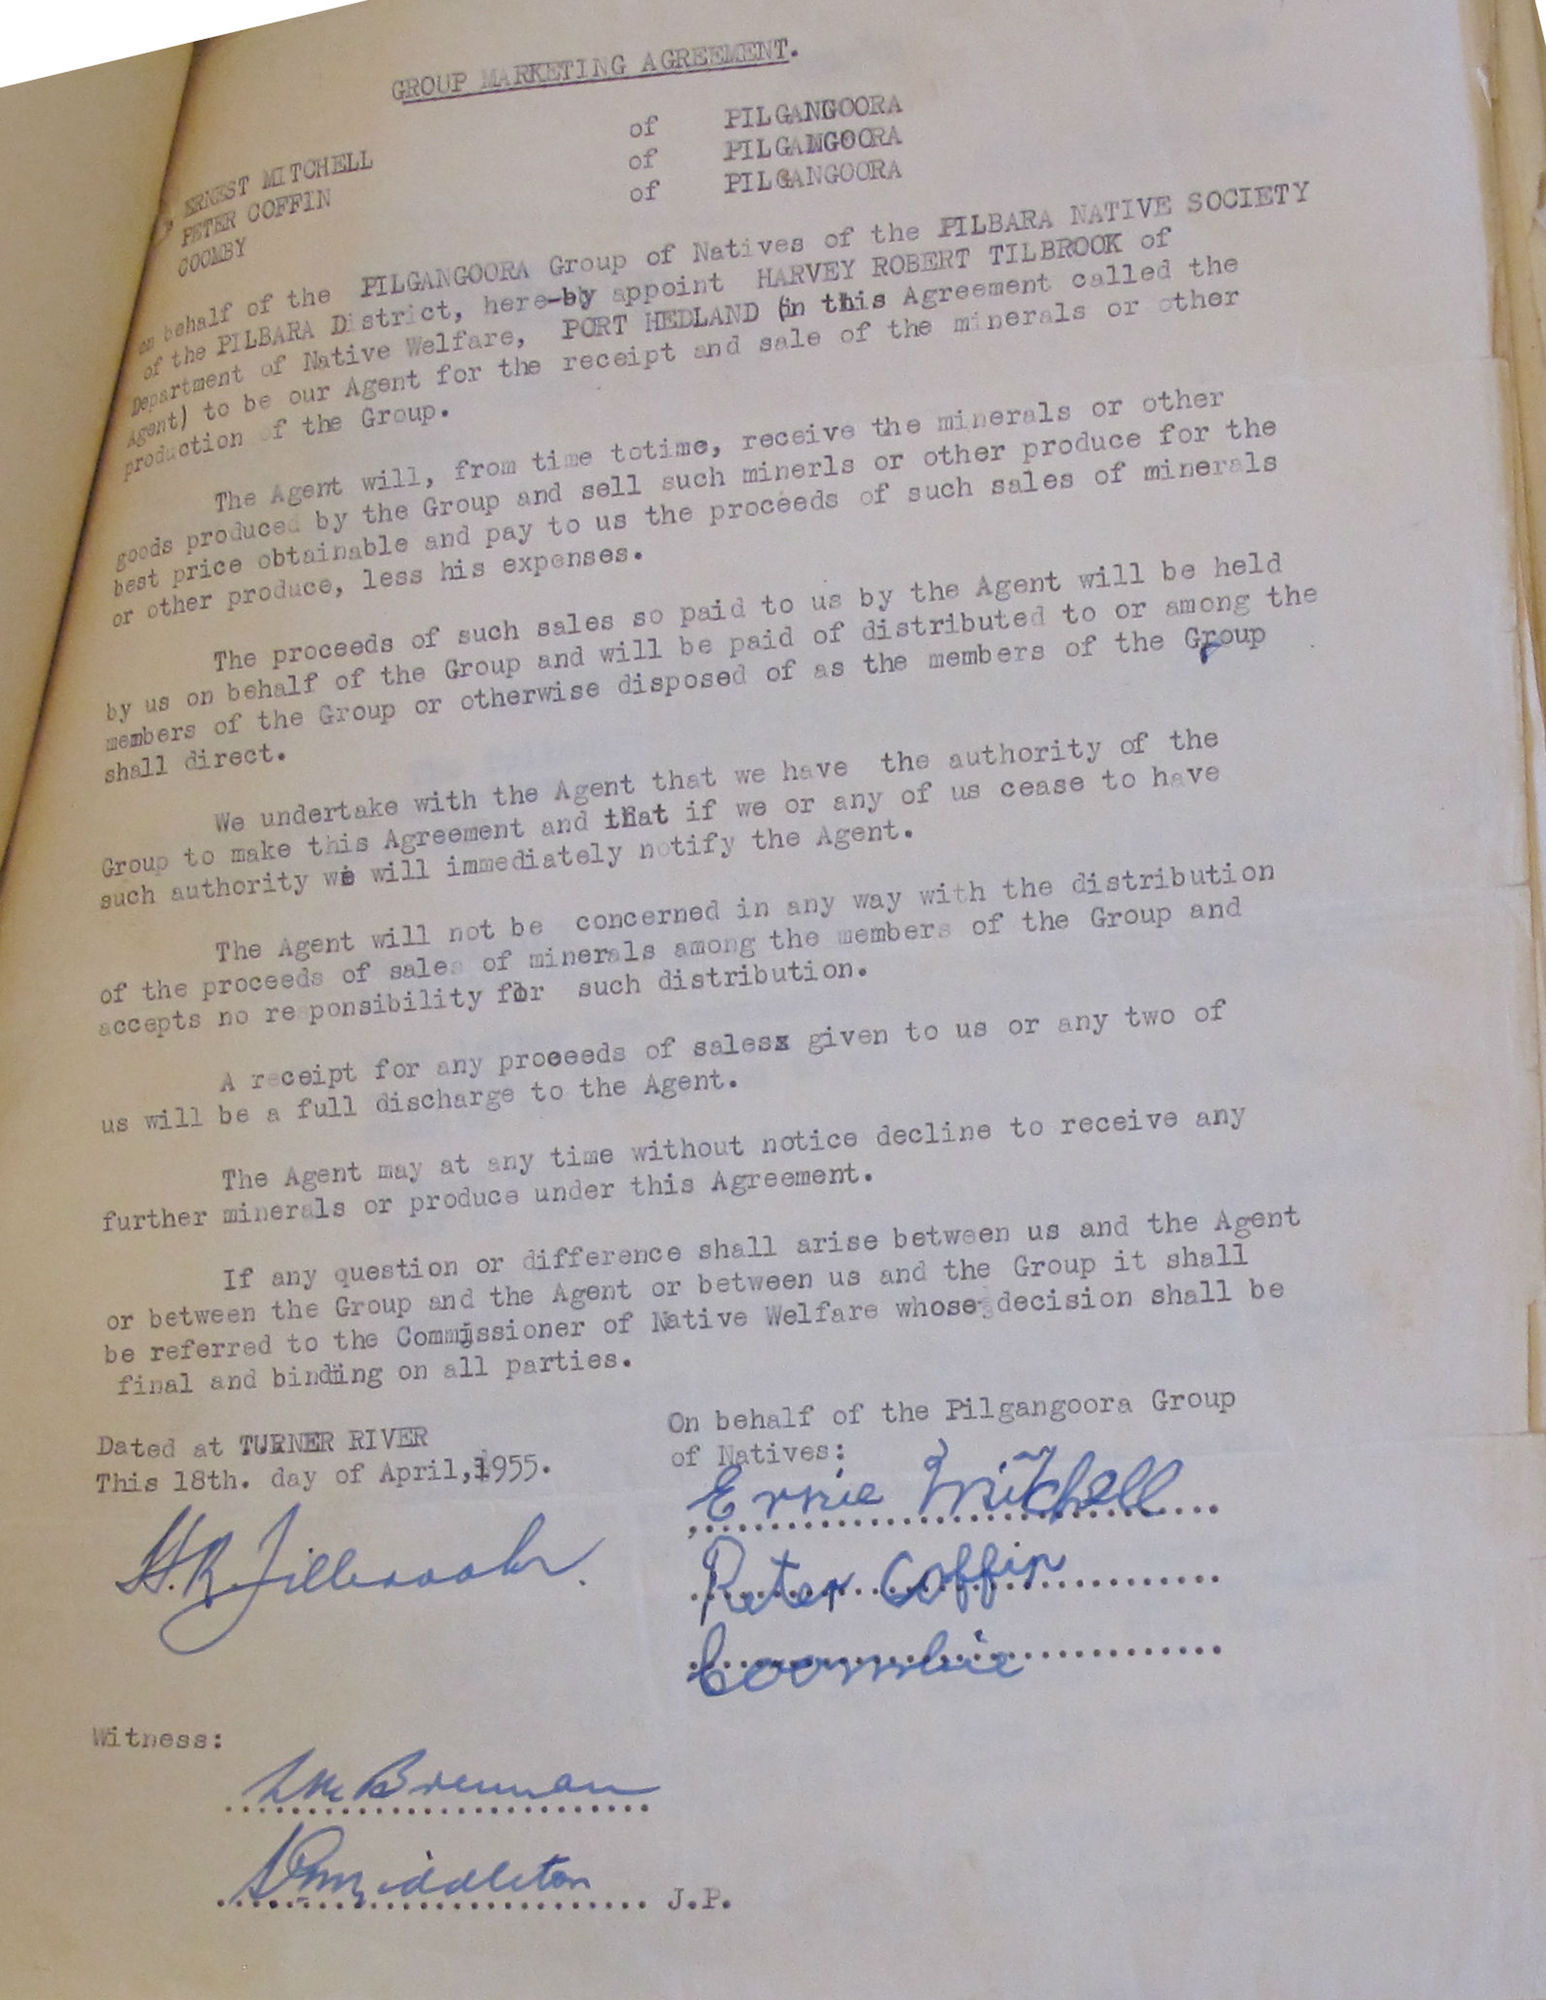 GROUP MARKETING AGREEMENT.
ERNEST MITCHELL of PILGANGOORA
PETER COFFIN of PILGANGOORA
COOMBY of PILGANGOORA
on behalf of the PILGANGOORA Group of Natives of the PILBARA NATIVE SOCIETY
of the PILBARA District, here-by appoint HARVEY ROBERT TILBROOK of
Department of Native Welfare, PORT HEDLAND (in this Agreement called the
Agent) to be our Agent for the receipt and sale of the minerals or other
production of the Group.
The Agent will, from time totime, receive the minerals or other
goods produced by the Group and sell such minerls or other produce for the
best price obtainable and pay to us the proceeds of such sales of minerals
or other produce, less his expenses.
The proceeds of such sales so paid to us by the Agent will be held
by us on behalf of the Group and will be paid of distributed to or among the
members of the Group or otherwise disposed of as the members of the Group
shall direct.
We undertake with the Agent that we have the authority of the
Group to make this Agreement and that if we or any of us cease to have
such authority we will immediately notify the Agent.
The Agent will not be concerned in any way with the distribution
of the proceeds of sales of minerals among the members of the Group and
accepts no responsibility for such distribution.
A receipt for any proceeds of salesx given to us or any two of
us will be a full discharge to the Agent.
The Agent may at any time without notice decline to receive any
further minerals or produce under this Agreement.
If any question or difference shall arise between us and the Agent
or between the Group and the Agent or between us and the Group it shall
be referred to the Commissioner of Native Welfare whose decision shall be
final and binding on all parties.
Dated at TURNER RIVER
This 18th. day of April, 1955.
H.R. Tilbrook.
On behalf of the Pilgangoora Group
of Natives:
Ernie Mitchell
Peter Coffin
Coombie
Witness:
Brennan
Middleton J.P.